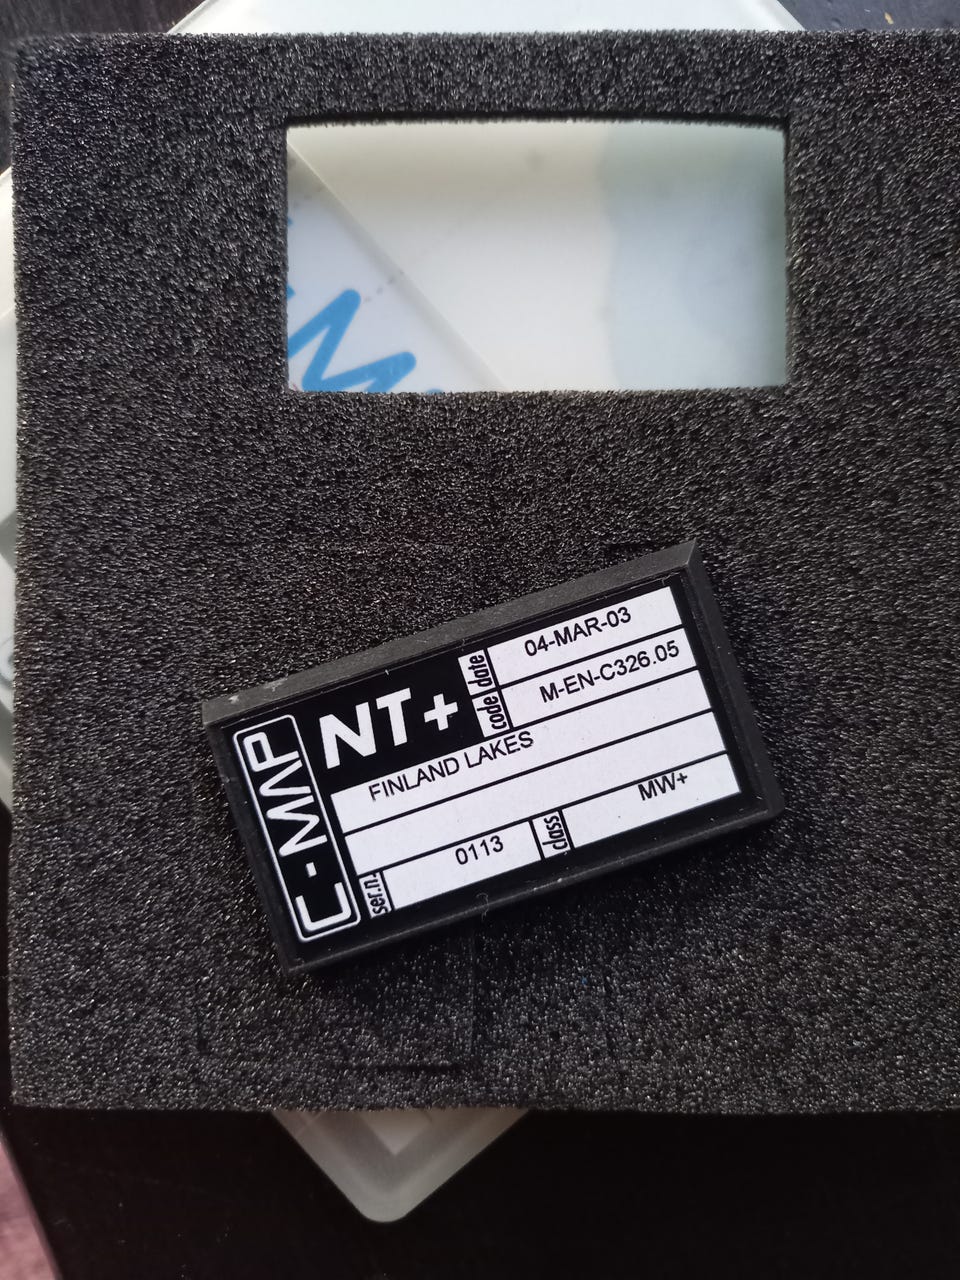 C-MAP
NT+
date 04-MAR-03
code M-EN-C326.05
FINLAND LAKES
ser.n. 0113 class MW+